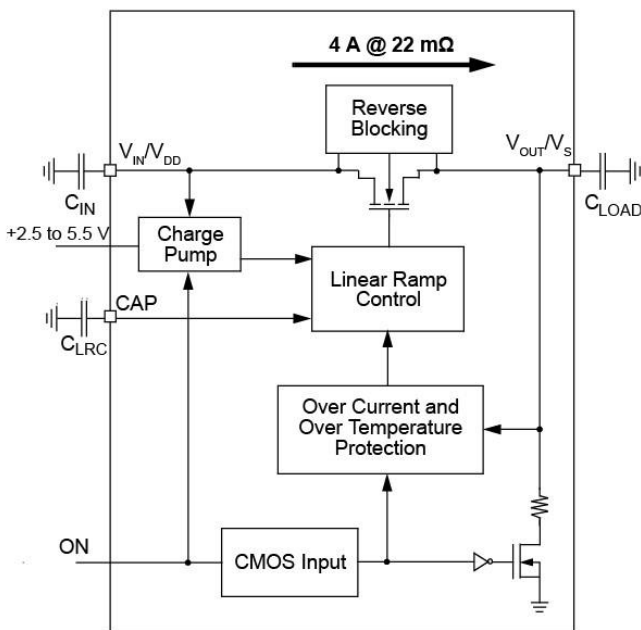 4 A @ 22 mΩ
Reverse
Blocking
VIN/VDD
VOUT/VS
CIN
CLOAD
+2.5 to 5.5 V
Charge
Pump
Linear Ramp
Control
CAP
CLRC
Over Current and
Over Temperature
Protection
ON
CMOS Input